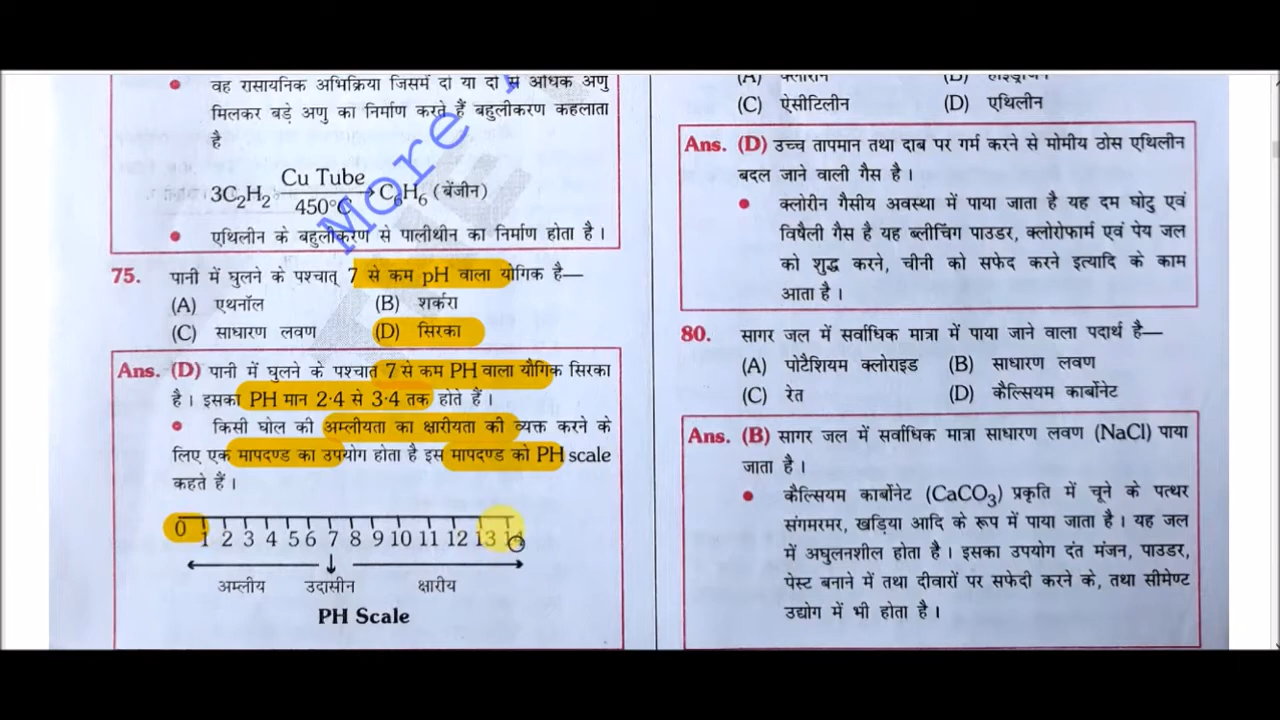 वह रासायनिक अभिक्रिया जिसमें दो या दो से अधिक अणु
मिलकर बड़े अणु का निर्माण करते हैं बहुलीकरण कहलाता
है
3C2H2 Cu Tube 450°C C6H6 (बेंजीन)
एथिलीन के बहुलीकरण से पालीथीन का निर्माण होता है।
75. पानी में घुलने के पश्चात् 7 से कम pH वाला योगिक है—
(A) एथनॉल (B) शर्करा
(C) साधारण लवण (D) सिरका
Ans. (D) पानी में घुलने के पश्चात 7 से कम PH वाला यौगिक सिरका
है। इसका PH मान 2·4 से 3·4 तक होते हैं।
किसी घोल की अम्लीयता का क्षारीयता की व्यक्त करने के
लिए एक मापदण्ड का उपयोग होता है इस मापदण्ड को PH scale
कहते हैं।
0 1 2 3 4 5 6 7 8 9 10 11 12 13 14
अम्लीय उदासीन क्षारीय
PH Scale
More
(A) क्लोरीन (B) हाइड्रोजन
(C) ऐसीटिलीन (D) एथिलीन
Ans. (D) उच्च तापमान तथा दाब पर गर्म करने से मोमीय ठोस एथिलीन
बदल जाने वाली गैस है।
क्लोरीन गैसीय अवस्था में पाया जाता है यह दम घोटु एवं
विषैली गैस है यह ब्लीचिंग पाउडर, क्लोरोफार्म एवं पेय जल
को शुद्ध करने, चीनी को सफेद करने इत्यादि के काम
आता है।
80. सागर जल में सर्वाधिक मात्रा में पाया जाने वाला पदार्थ है—
(A) पोटैशियम क्लोराइड (B) साधारण लवण
(C) रेत (D) कैल्सियम कार्बोनेट
Ans. (B) सागर जल में सर्वाधिक मात्रा साधारण लवण (NaCl) पाया
जाता है।
कैल्सियम कार्बोनेट (CaCO3) प्रकृति में चूने के पत्थर
संगमरमर, खड़िया आदि के रूप में पाया जाता है। यह जल
में अघुलनशील होता है। इसका उपयोग दंत मंजन, पाउडर,
पेस्ट बनाने में तथा दीवारों पर सफेदी करने के, तथा सीमेण्ट
उद्योग में भी होता है।